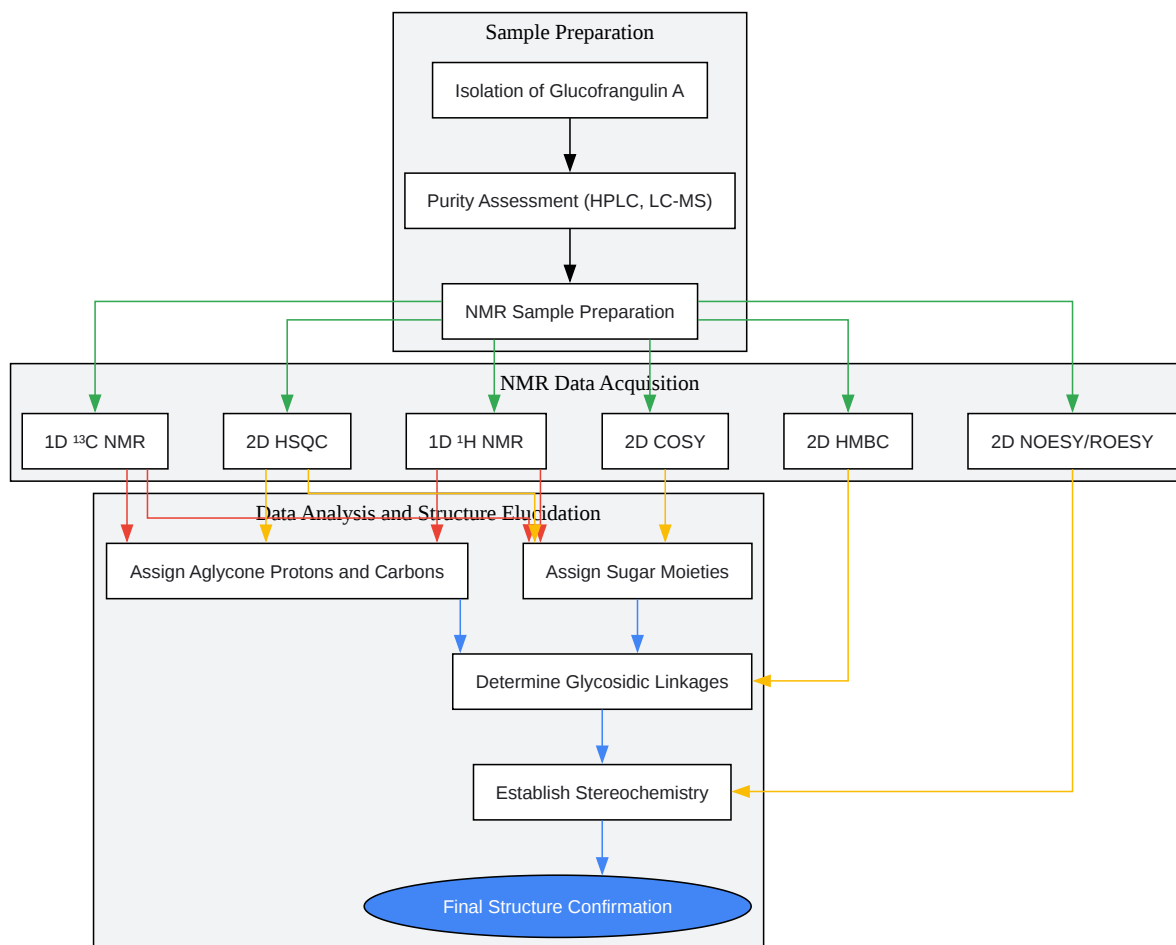 Sample Preparation
Isolation of Glucofrangulin A
Purity Assessment (HPLC, LC-MS)
NMR Sample Preparation
NMR Data Acquisition
1D ¹³C NMR
2D HSQC
1D ¹H NMR
2D COSY
2D HMBC
2D NOESY/ROESY
Data Analysis and Structure Elucidation
Assign Aglycone Protons and Carbons
Assign Sugar Moieties
Determine Glycosidic Linkages
Establish Stereochemistry
Final Structure Confirmation